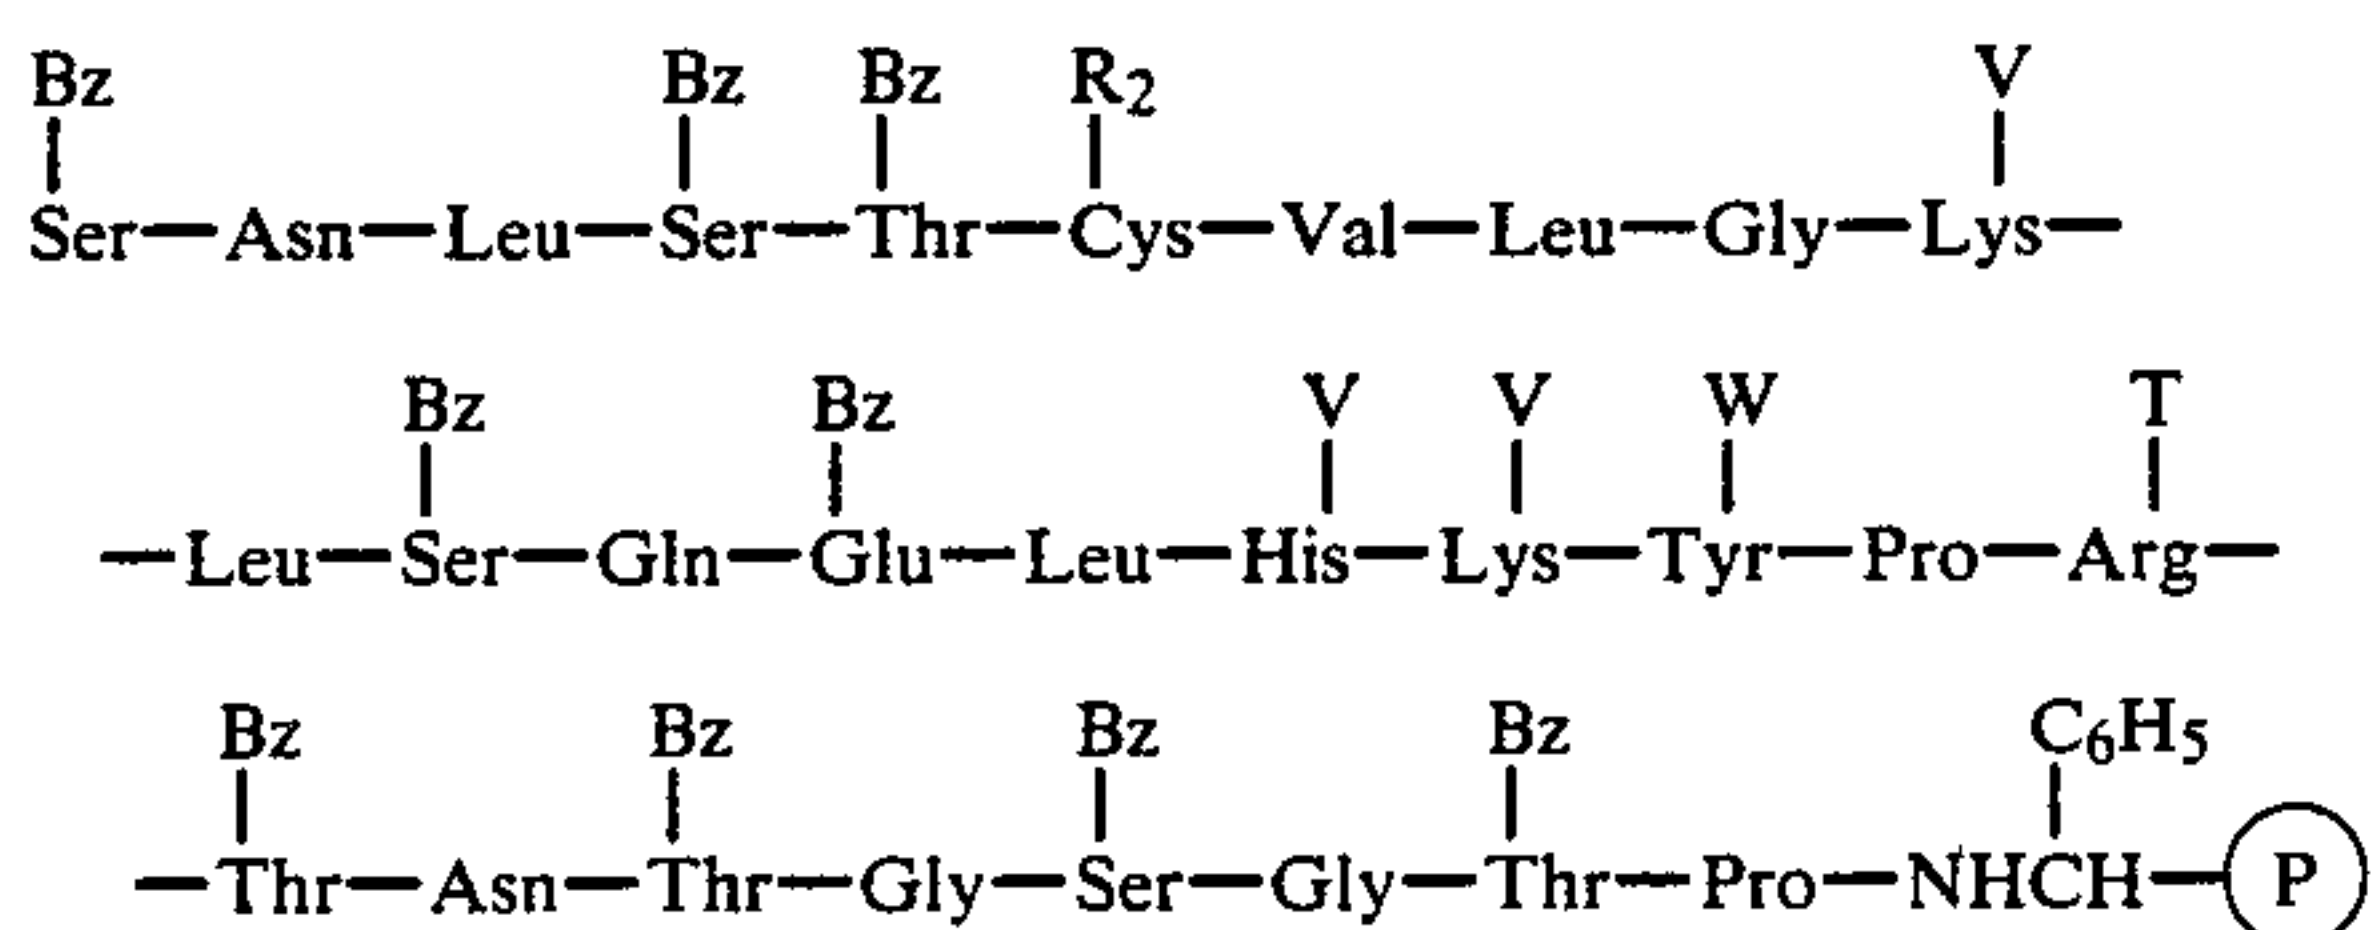 Bz Bz Bz R2 V
Ser—Asn—Leu—Ser—Thr—Cys—Val—Leu—Gly—Lys—
Bz Bz V V W T
—Leu—Ser—Gln—Glu—Leu—His—Lys—Tyr—Pro—Arg—
Bz Bz Bz Bz C6H5
—Thr—Asn—Thr—Gly—Ser—Gly—Thr—Pro—NHCH—P